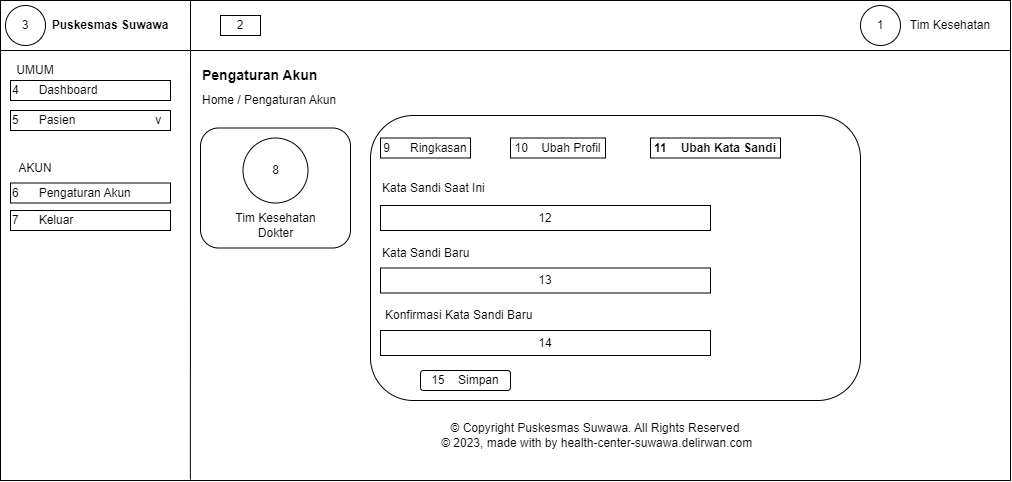 3 Puskesmas Suwawa
2
1 Tim Kesehatan
UMUM
4 Dashboard
5 Pasien v
AKUN
6 Pengaturan Akun
7 Keluar
Pengaturan Akun
Home / Pengaturan Akun
8
Tim Kesehatan
Dokter
9 Ringkasan
10 Ubah Profil
11 Ubah Kata Sandi
Kata Sandi Saat Ini
12
Kata Sandi Baru
13
Konfirmasi Kata Sandi Baru
14
15 Simpan
© Copyright Puskesmas Suwawa. All Rights Reserved
© 2023, made with by health-center-suwawa.delirwan.com